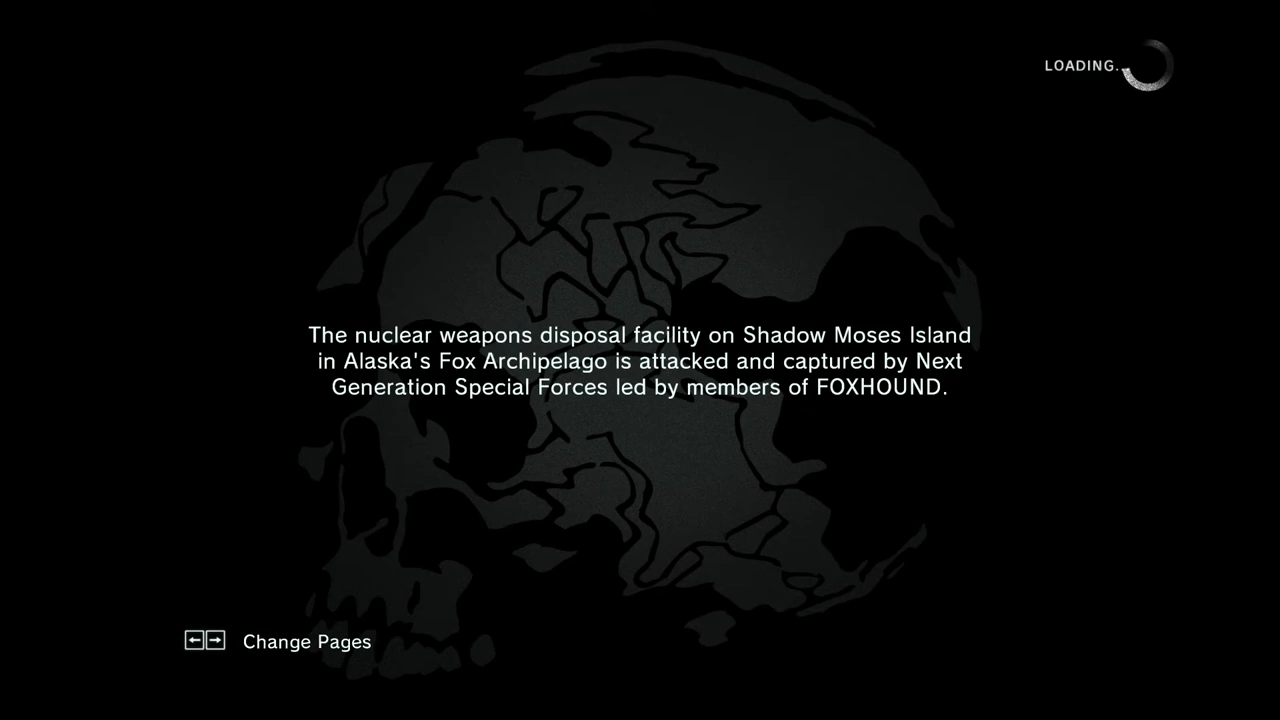 LOADING...
The nuclear weapons disposal facility on Shadow Moses Island
in Alaska's Fox Archipelago is attacked and captured by Next
Generation Special Forces led by members of FOXHOUND.
Change Pages